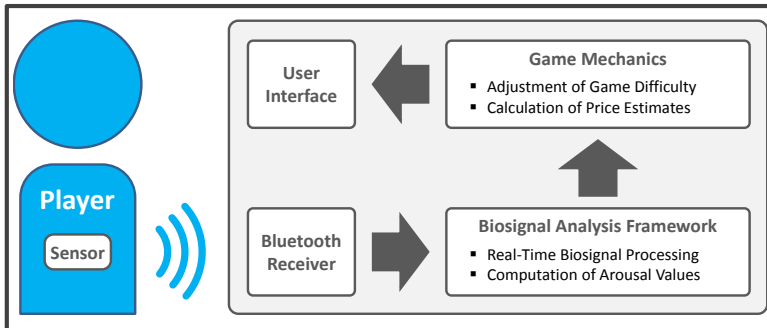 Player
Sensor
User
Interface
Game Mechanics
▪ Adjustment of Game Difficulty
▪ Calculation of Price Estimates
Bluetooth
Receiver
Biosignal Analysis Framework
▪ Real-Time Biosignal Processing
▪ Computation of Arousal Values